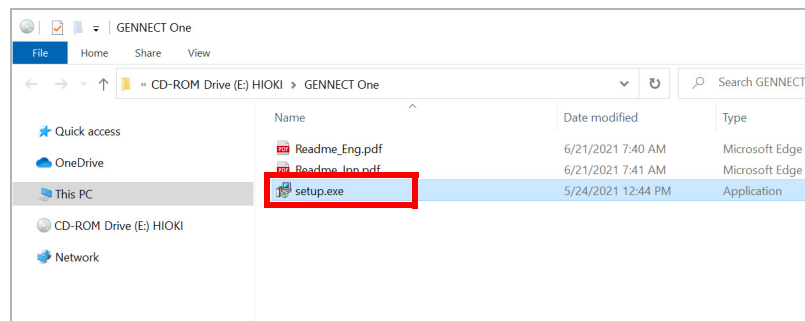 GENNECT One
File Home Share View
« CD-ROM Drive (E:) HIOKI > GENNECT One
Search GENNECT
Name Date modified Type
Quick access
Readme_Eng.pdf 6/21/2021 7:40 AM Microsoft Edge
OneDrive
Readme_Jpn.pdf 6/21/2021 7:41 AM Microsoft Edge
This PC
setup.exe 5/24/2021 12:44 PM Application
CD-ROM Drive (E:) HIOKI
Network